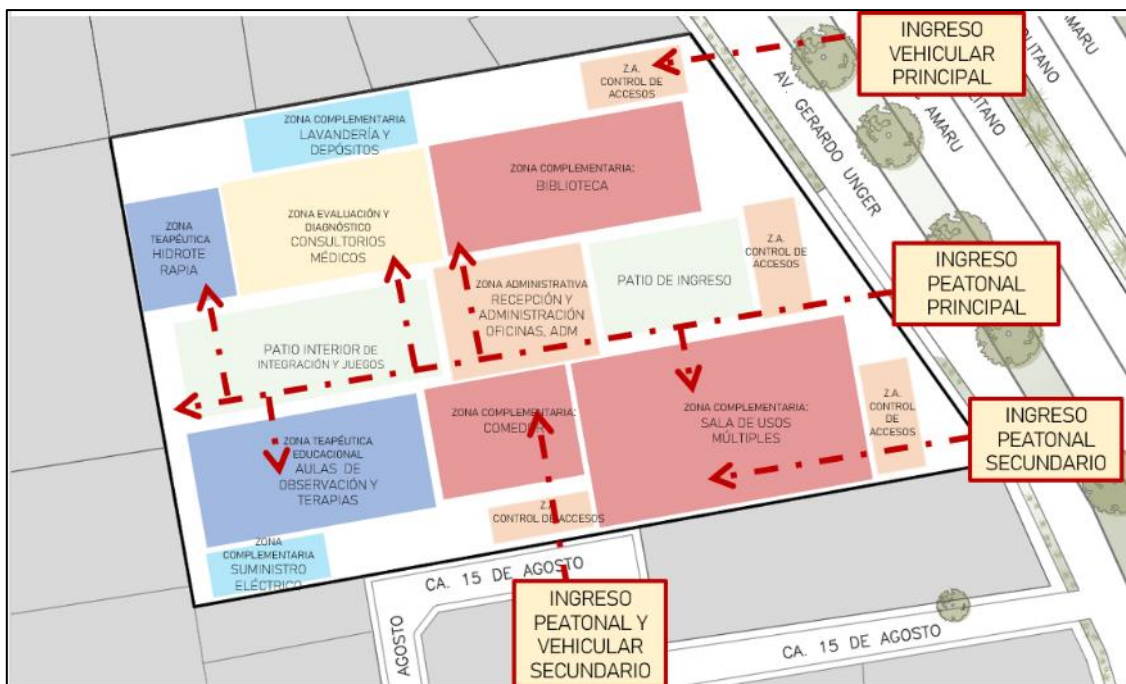 INGRESO
VEHICULAR
PRINCIPAL
AMARU
OLITANO
AMARU
OLITANO
AV. GERARDO UNGER
Z.A.
CONTROL DE
ACCESOS
ZONA COMPLEMENTARIA
LAVANDERÍA Y
DEPÓSITOS
ZONA COMPLEMENTARIA:
BIBLIOTECA
ZONA
TEAPÉUTICA
HIDROTE
RAPIA
ZONA EVALUACIÓN Y
DIAGNÓSTICO
CONSULTORIOS
MÉDICOS
Z.A.
CONTROL DE
ACCESOS
PATIO DE INGRESO
INGRESO
PEATONAL
PRINCIPAL
ZONA ADMINISTRATIVA
RECEPCIÓN Y
ADMINISTRACIÓN
OFICINAS, ADM
PATIO INTERIOR DE
INTEGRACIÓN Y JUEGOS
Z.A.
CONTROL
DE
ACCESOS
INGRESO
PEATONAL
SECUNDARIO
ZONA COMPLEMENTARIA:
COMEDOR
ZONA COMPLEMENTARIA:
SALA DE USOS
MÚLTIPLES
ZONA TEAPÉUTICA
EDUCACIONAL
AULAS DE
OBSERVACIÓN Y
TERAPIAS
CONTROL DE ACCESOS
ZONA
COMPLEMENTARIA
SUMINISTRO
ELÉCTRICO
CA. 15 DE AGOSTO
AGOSTO
INGRESO
PEATONAL Y
VEHICULAR
SECUNDARIO
CA. 15 DE AGOSTO